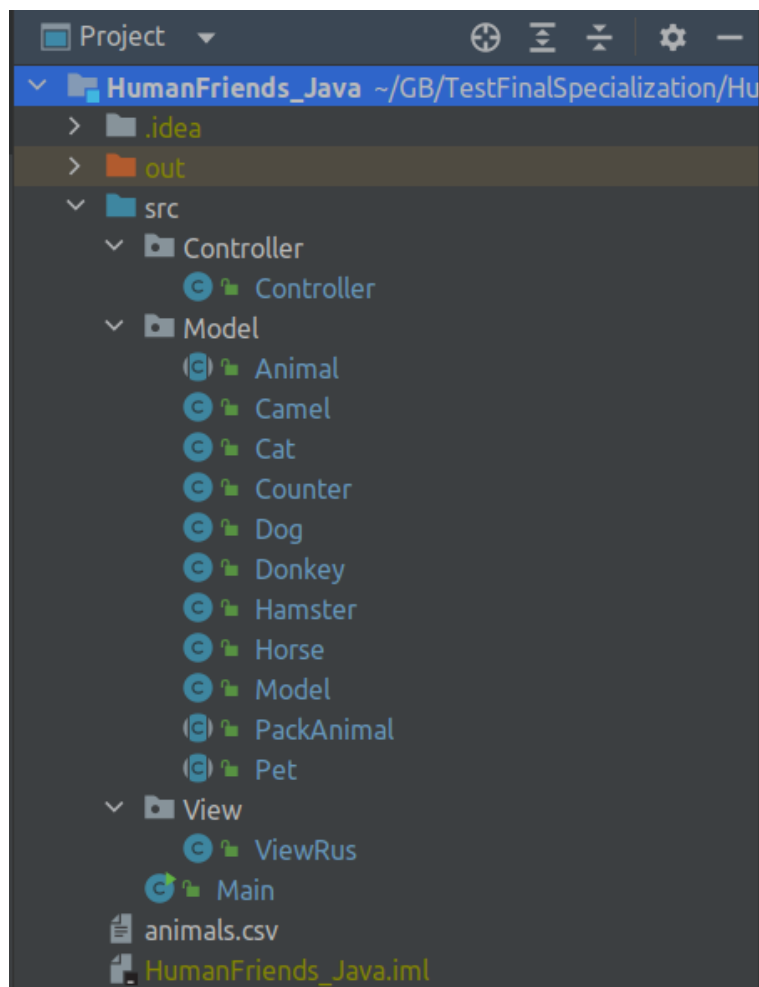 Project
HumanFriends_Java ~/GB/TestFinalSpecialization/Hu
.idea
out
src
Controller
Controller
Model
Animal
Camel
Cat
Counter
Dog
Donkey
Hamster
Horse
Model
PackAnimal
Pet
View
ViewRus
Main
animals.csv
HumanFriends_Java.iml